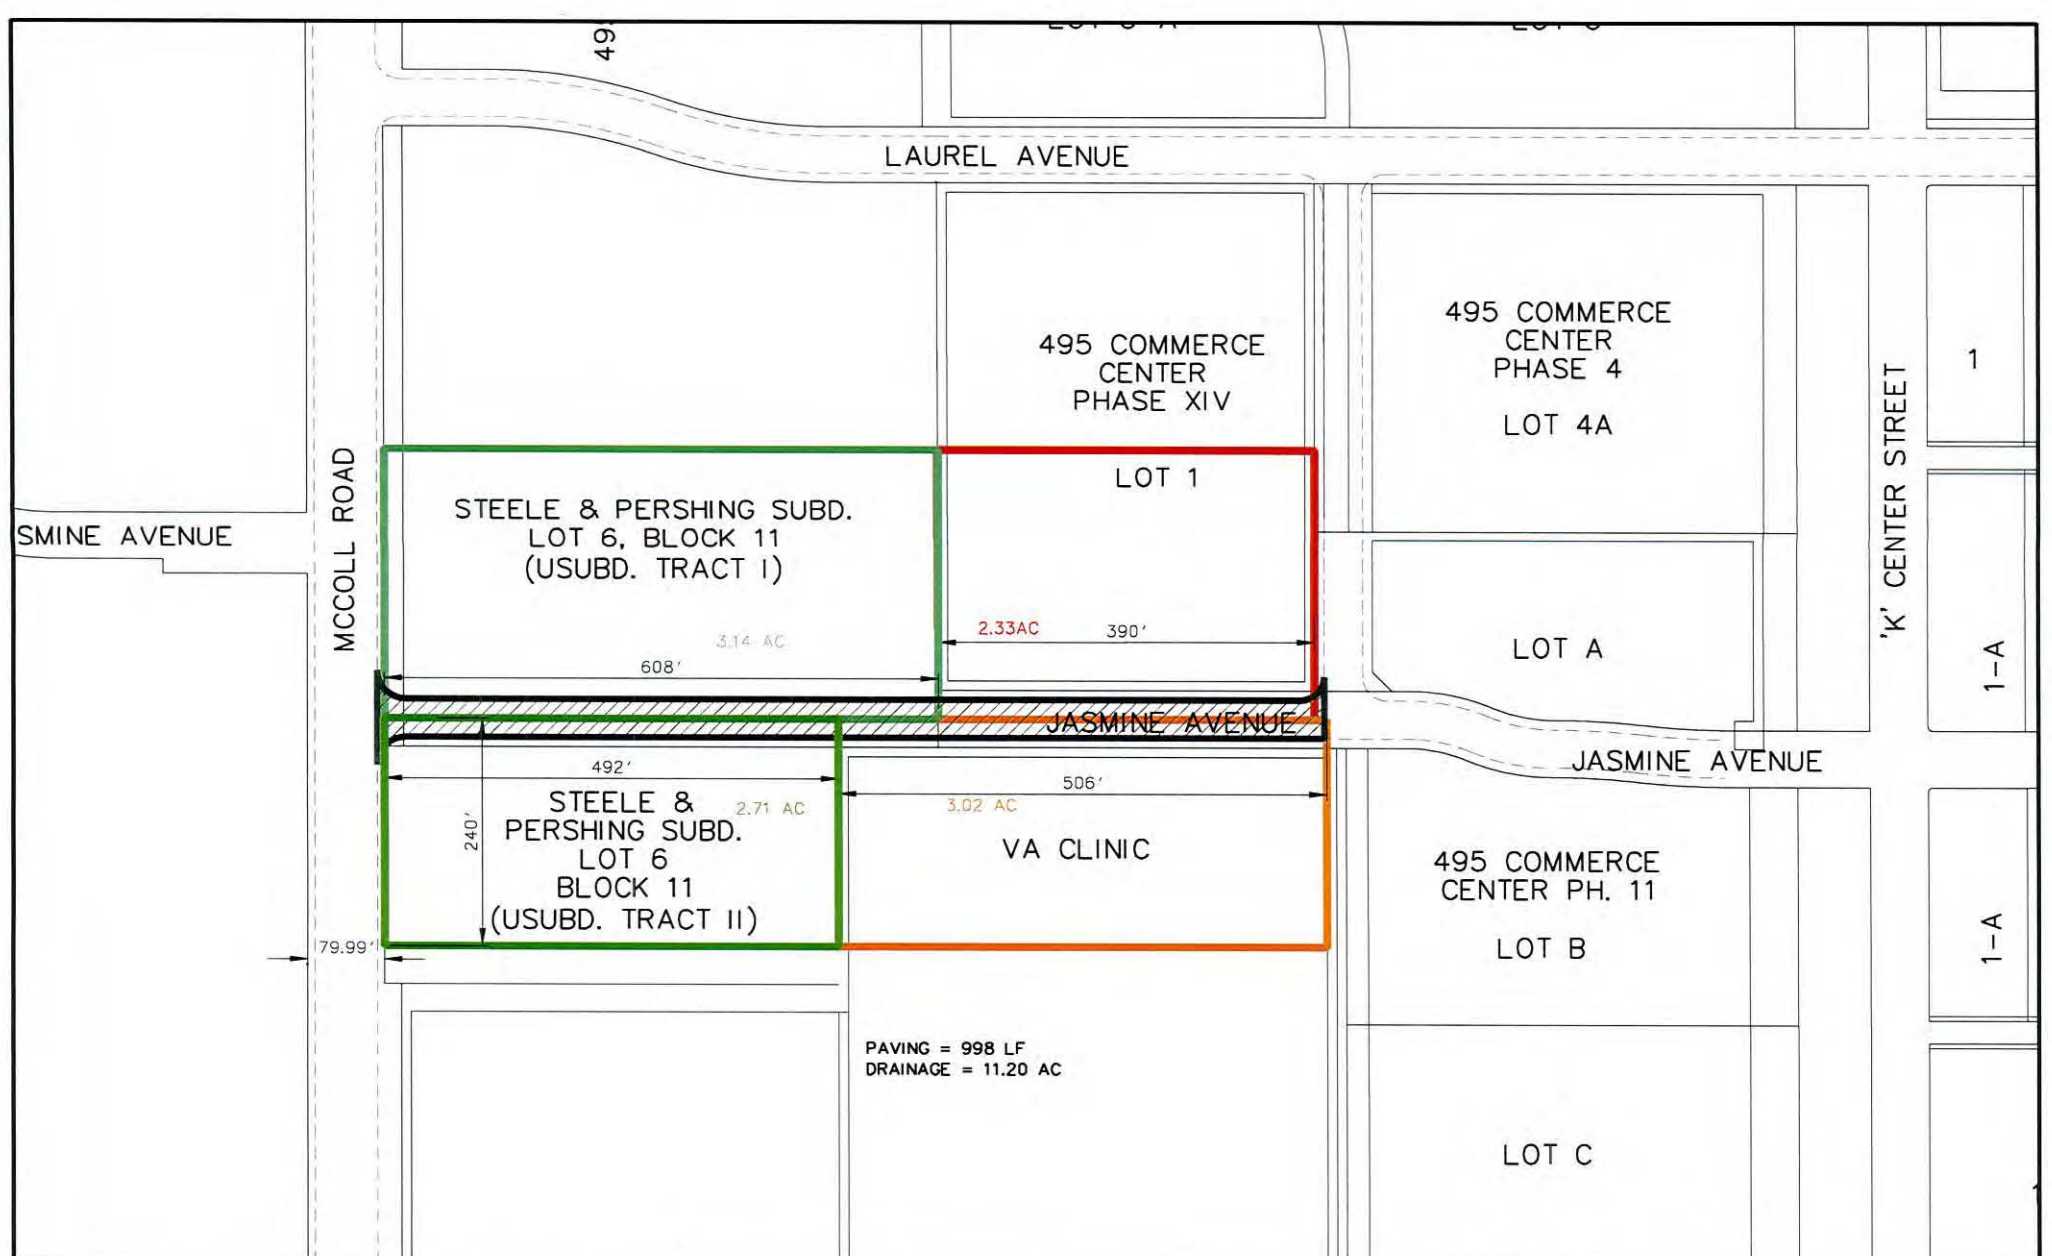 49
LAUREL AVENUE
495 COMMERCE
CENTER
PHASE XIV
LOT 1
495 COMMERCE
CENTER
PHASE 4
LOT 4A
1
'K' CENTER STREET
MCCOLL ROAD
SMINE AVENUE
STEELE & PERSHING SUBD.
LOT 6, BLOCK 11
(USUBD. TRACT I)
3.14 AC
608'
2.33AC
390'
LOT A
1-A
JASMINE AVENUE
JASMINE AVENUE
492'
506'
240'
STEELE &
PERSHING SUBD.
LOT 6
BLOCK 11
(USUBD. TRACT II)
2.71 AC
3.02 AC
VA CLINIC
495 COMMERCE
CENTER PH. 11
LOT B
1-A
79.99'
PAVING = 998 LF
DRAINAGE = 11.20 AC
LOT C